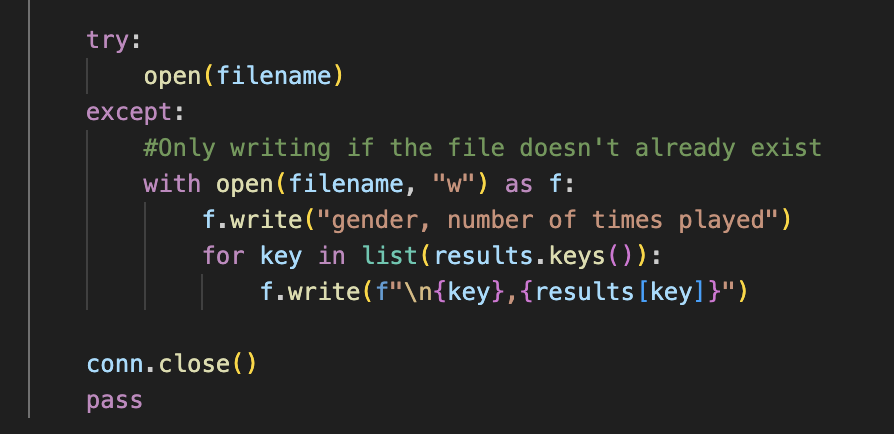 try:
    open(filename)
except:
    #Only writing if the file doesn't already exist
    with open(filename, "w") as f:
        f.write("gender, number of times played")
        for key in list(results.keys()):
            f.write(f"\n{key},{results[key]}")
conn.close()
pass